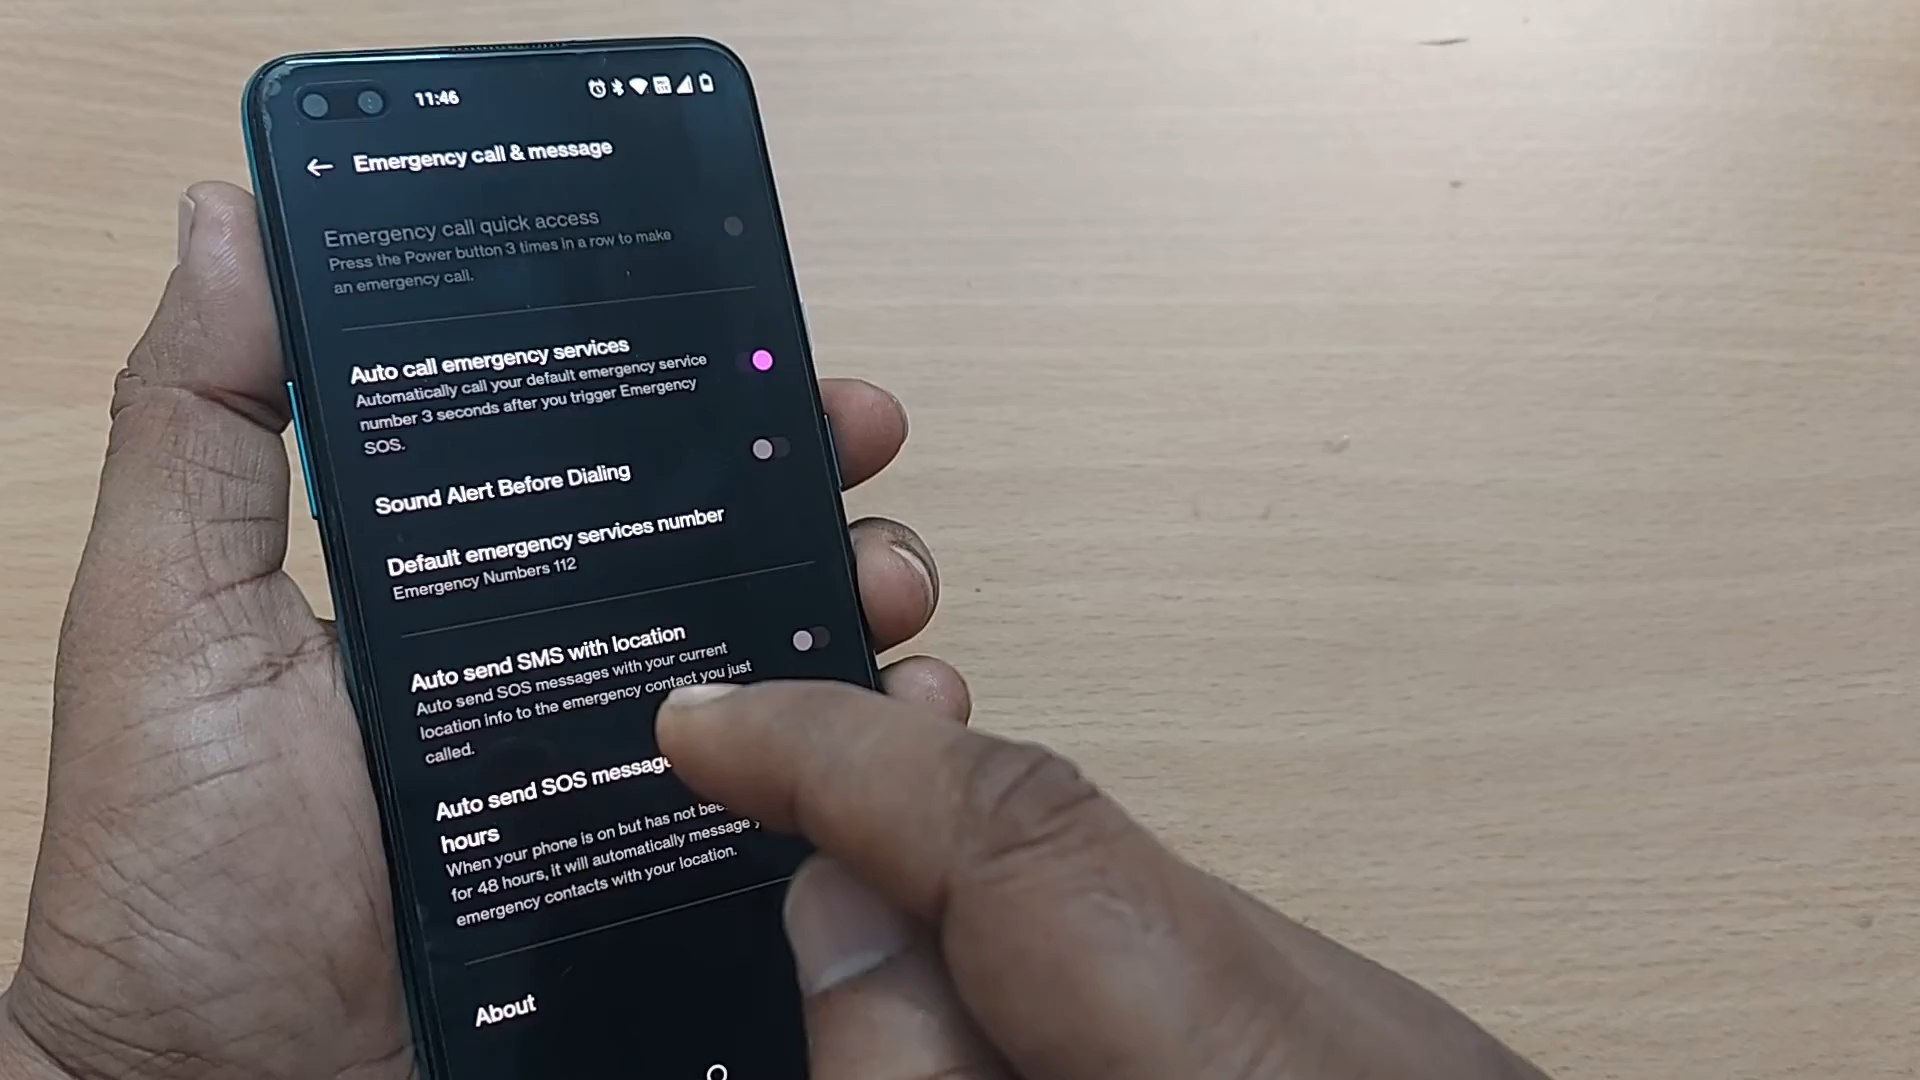 11:46
Emergency call & message
Emergency call quick access
Press the Power button 3 times in a row to make
an emergency call.
Auto call emergency services
Automatically call your default emergency service
number 3 seconds after you trigger Emergency
SOS.
Sound Alert Before Dialing
Default emergency services number
Emergency Numbers 112
Auto send SMS with location
Auto send SOS messages with your current
location info to the emergency contact you just
called.
Auto send SOS message
hours
When your phone is on but has not
for 48 hours, it will automatically message
emergency contacts with your location.
About